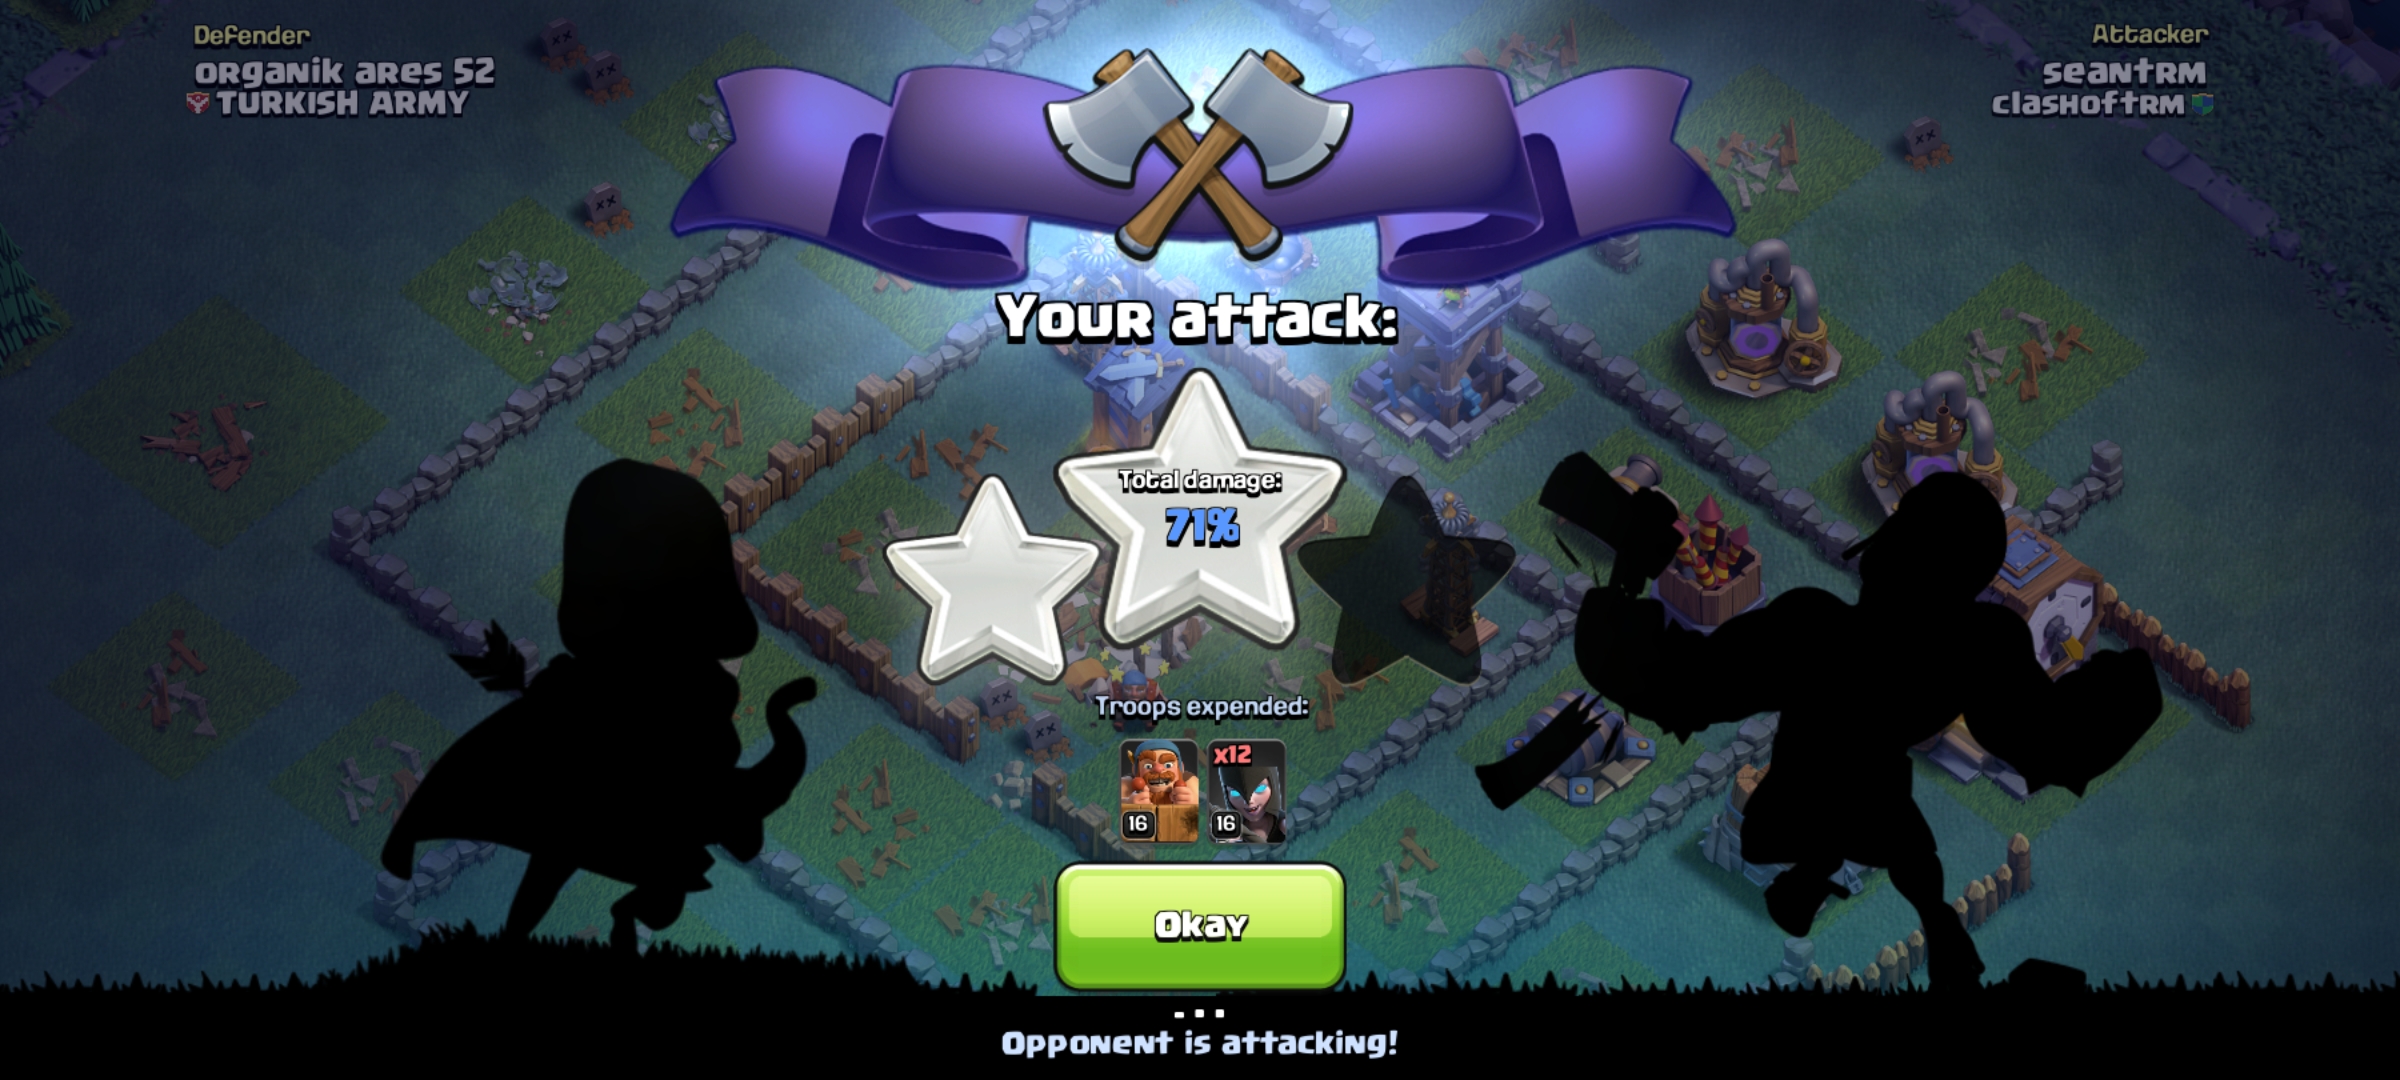 Defender
organik ares 52
TURKISH ARMY
Attacker
seantRM
clashoftRM
Your attack:
Total damage:
71%
Troops expended:
x12
16
16
Okay
Opponent is attacking!